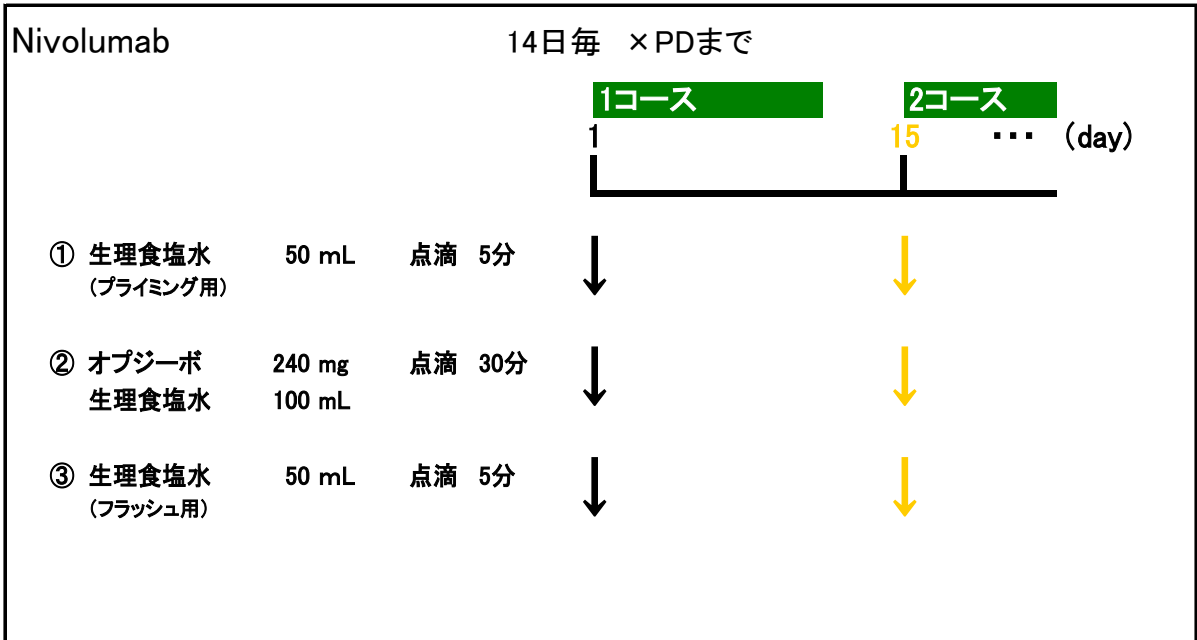 Nivolumab 14日毎 ×PDまで
1コース 2コース
1 15 ・・・ (day)
① 生理食塩水 50 mL 点滴 5分
(プライミング用)
② オプジーボ 240 mg 点滴 30分
生理食塩水 100 mL
③ 生理食塩水 50 mL 点滴 5分
(フラッシュ用)